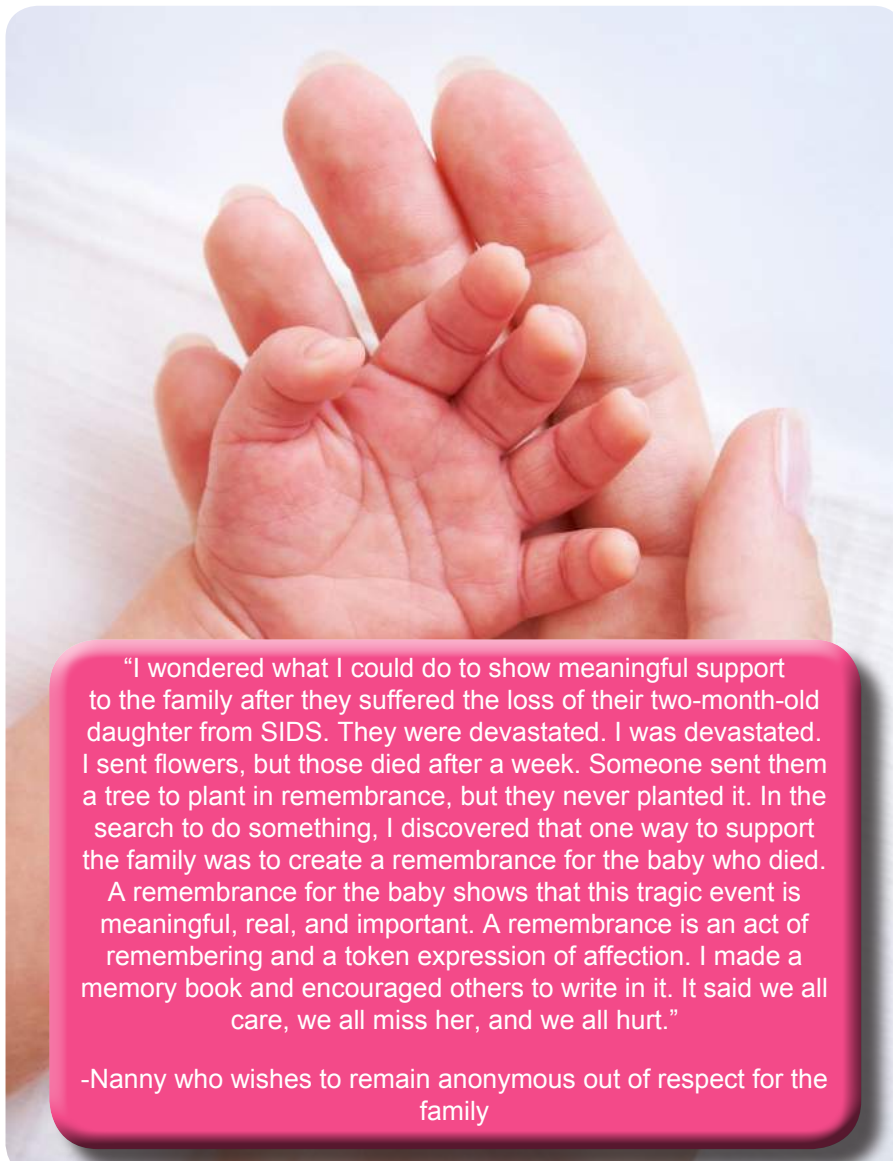 “I wondered what I could do to show meaningful support
to the family after they suffered the loss of their two-month-old
daughter from SIDS. They were devastated. I was devastated.
I sent flowers, but those died after a week. Someone sent them
a tree to plant in remembrance, but they never planted it. In the
search to do something, I discovered that one way to support
the family was to create a remembrance for the baby who died.
A remembrance for the baby shows that this tragic event is
meaningful, real, and important. A remembrance is an act of
remembering and a token expression of affection. I made a
memory book and encouraged others to write in it. It said we all
care, we all miss her, and we all hurt.”
-Nanny who wishes to remain anonymous out of respect for the
family